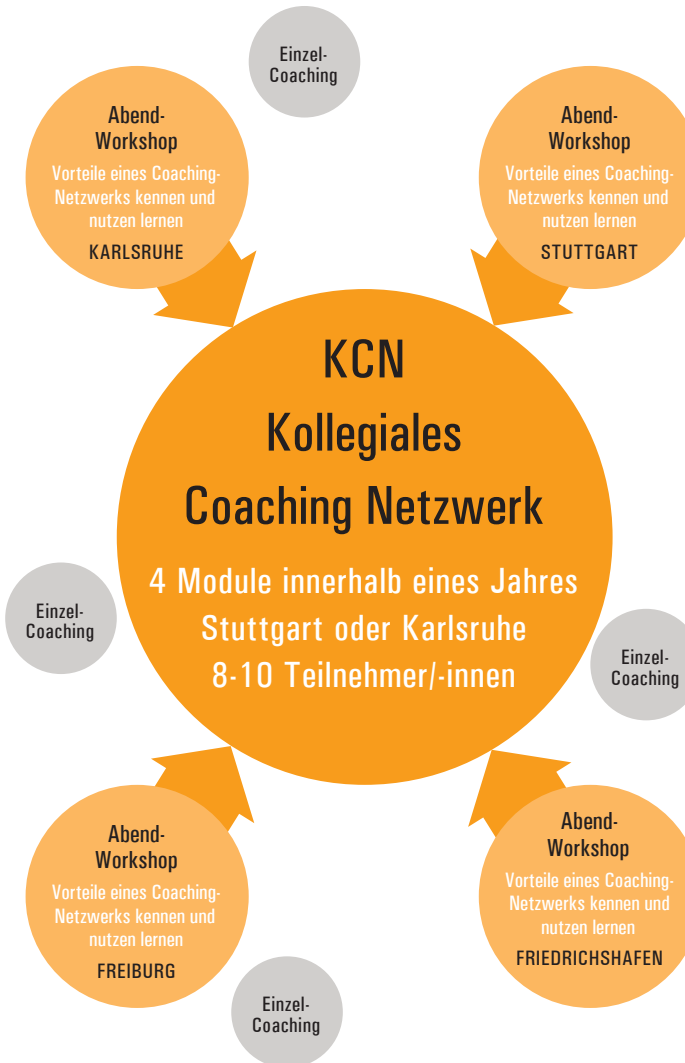 Einzel-
Coaching
Abend-
Workshop
Vorteile eines Coaching-
Netzwerks kennen und
nutzen lernen
KARLSRUHE
Abend-
Workshop
Vorteile eines Coaching-
Netzwerks kennen und
nutzen lernen
STUTTGART
KCN
Kollegiales
Coaching Netzwerk
4 Module innerhalb eines Jahres
Stuttgart oder Karlsruhe
8-10 Teilnehmer/-innen
Einzel-
Coaching
Einzel-
Coaching
Abend-
Workshop
Vorteile eines Coaching-
Netzwerks kennen und
nutzen lernen
FREIBURG
Abend-
Workshop
Vorteile eines Coaching-
Netzwerks kennen und
nutzen lernen
FRIEDRICHSHAFEN
Einzel-
Coaching